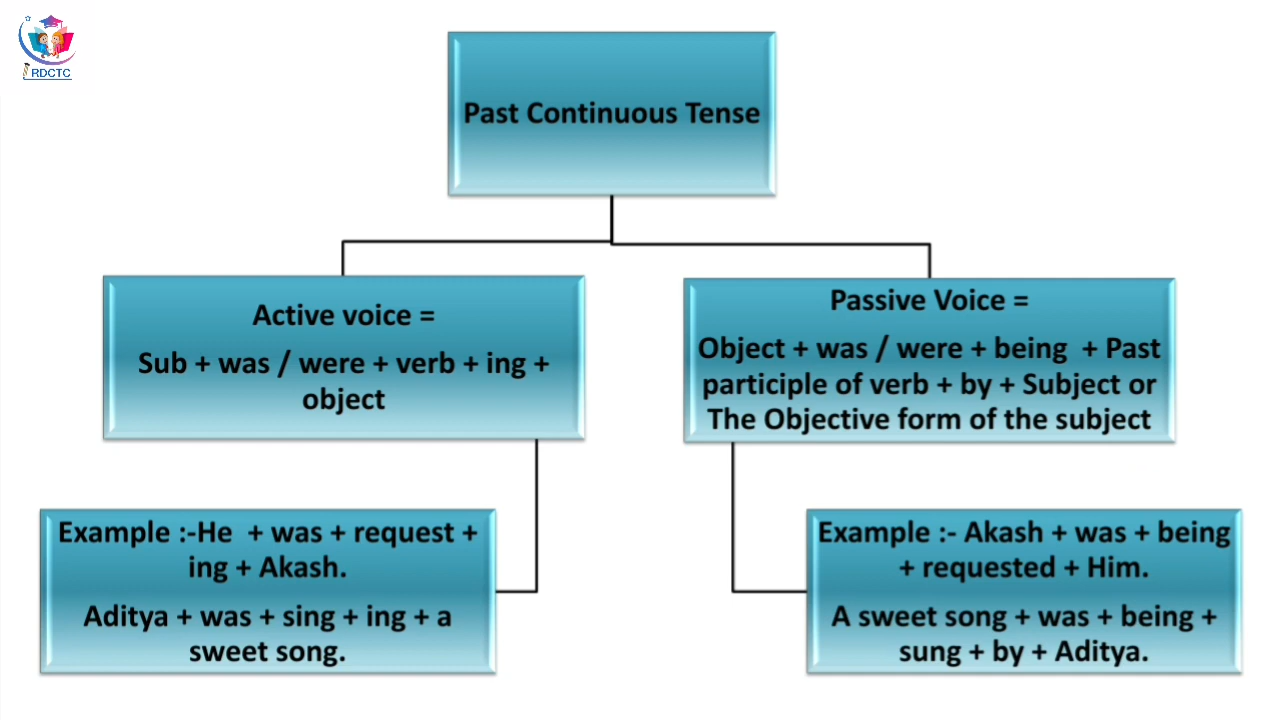 RDCTC
Past Continuous Tense
Active voice =
Sub + was / were + verb + ing +
object
Passive Voice =
Object + was / were + being + Past
participle of verb + by + Subject or
The Objective form of the subject
Example :-He + was + request +
ing + Akash.
Aditya + was + sing + ing + a
sweet song.
Example :- Akash + was + being
+ requested + Him.
A sweet song + was + being +
sung + by + Aditya.